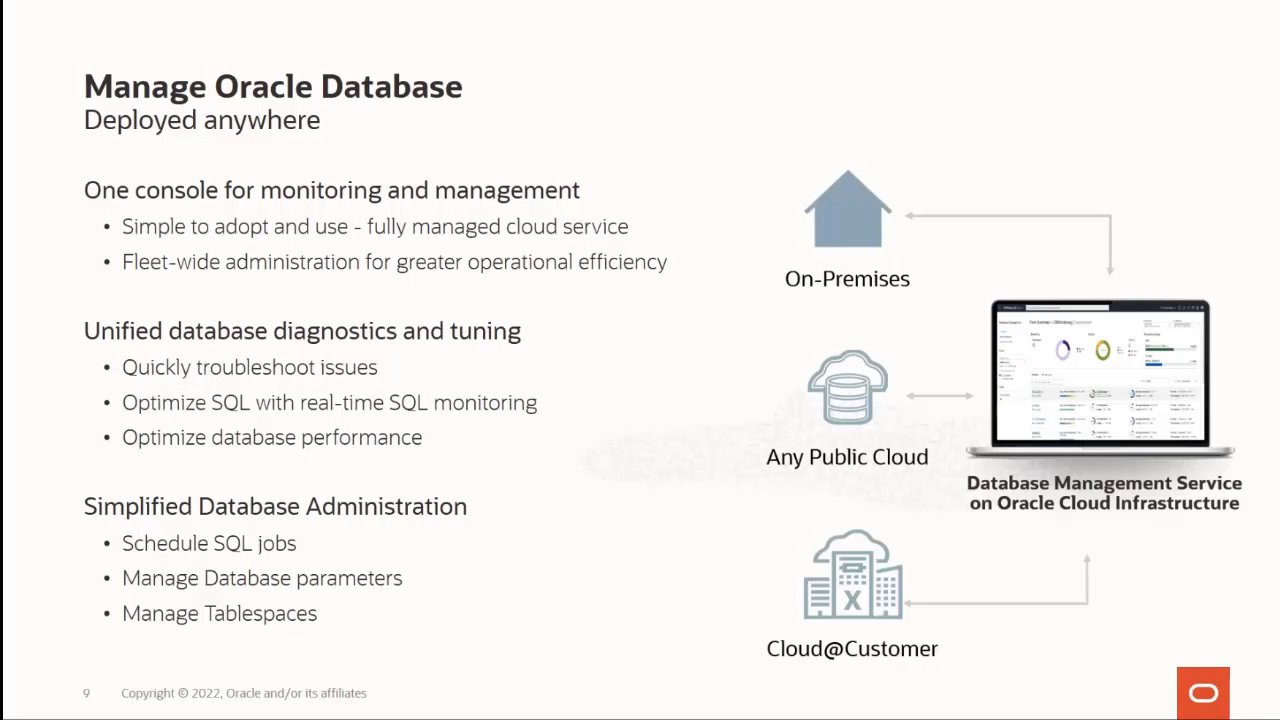 Manage Oracle Database
Deployed anywhere
One console for monitoring and management
• Simple to adopt and use - fully managed cloud service
• Fleet-wide administration for greater operational efficiency
Unified database diagnostics and tuning
• Quickly troubleshoot issues
• Optimize SQL with real-time SQL monitoring
• Optimize database performance
Simplified Database Administration
• Schedule SQL jobs
• Manage Database parameters
• Manage Tablespaces
On-Premises
Any Public Cloud
X
Cloud@Customer
Database Management Service
on Oracle Cloud Infrastructure
9
Copyright © 2022, Oracle and/or its affiliates